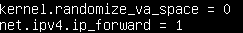 kernel.randomize_va_space = 0
net.ipv4.ip_forward = 1